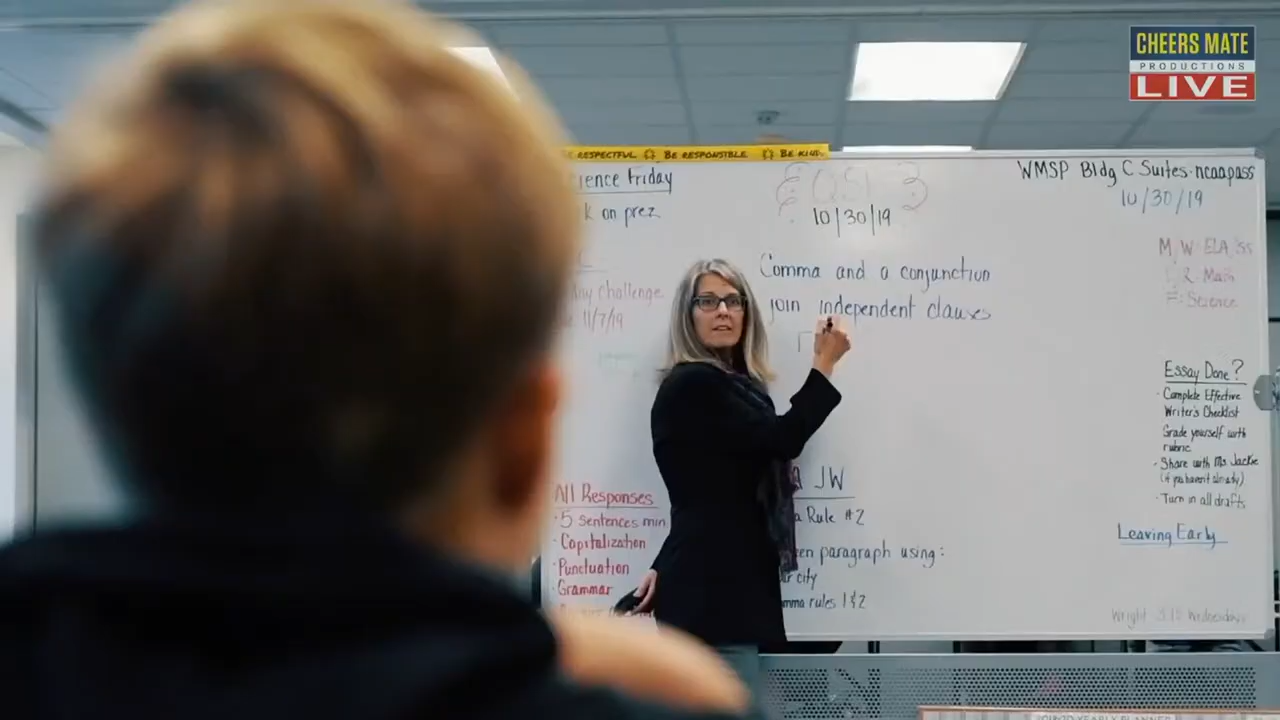 CHEERS MATE
PRODUCTIONS
LIVE
RESPECTFUL BE RESPONSIBLE BE KIND
ience Friday
k on prez
Challenge
11/7/19
10/30/19
Comma and a conjunction
join independent clauses
WMSP Bldg C Suites-ncaapass
10/30/19
M/W: ELA/SS
R: Math
F: Science
Essay Done?
· Complete Effective
Writer's Checklist
Grade yourself with
rubric
· Share with Ms. Jackie
(if you haven't already)
· Turn in all drafts
Leaving Early
Wednesdays
All Responses
· 5 sentences min
· Capitalization
· Punctuation
· Grammar
JW
a Rule #2
en paragraph using:
r city
mma rules 1&2